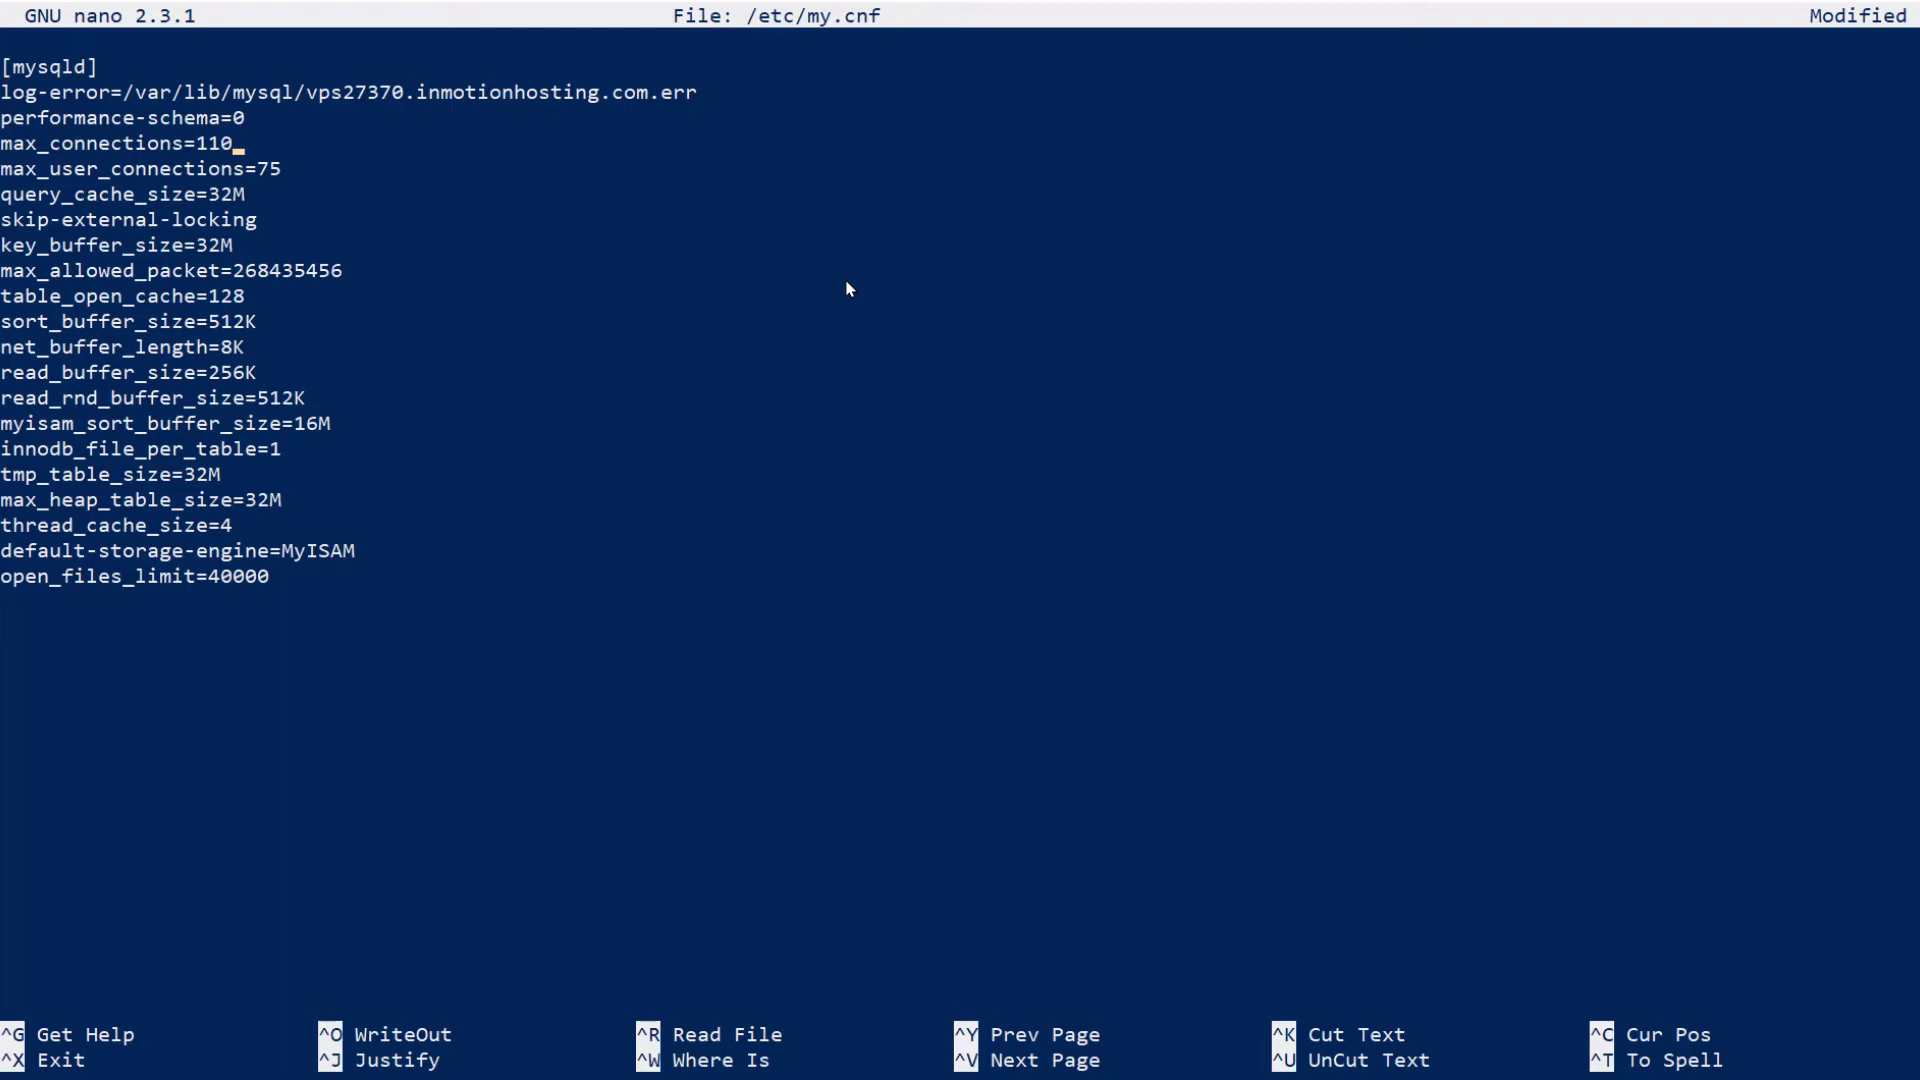 GNU nano 2.3.1 File: /etc/my.cnf Modified
[mysqld]
log-error=/var/lib/mysql/vps27370.inmotionhosting.com.err
performance-schema=0
max_connections=110
max_user_connections=75
query_cache_size=32M
skip-external-locking
key_buffer_size=32M
max_allowed_packet=268435456
table_open_cache=128
sort_buffer_size=512K
net_buffer_length=8K
read_buffer_size=256K
read_rnd_buffer_size=512K
myisam_sort_buffer_size=16M
innodb_file_per_table=1
tmp_table_size=32M
max_heap_table_size=32M
thread_cache_size=4
default-storage-engine=MyISAM
open_files_limit=40000
^G Get Help ^O WriteOut ^R Read File ^Y Prev Page ^K Cut Text ^C Cur Pos
^X Exit ^J Justify ^W Where Is ^V Next Page ^U UnCut Text ^T To Spell